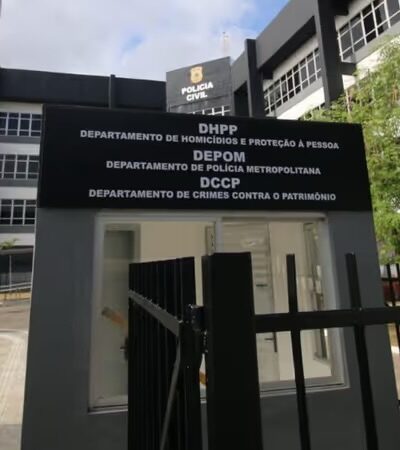 POLÍCIA
CIVIL
DHPP
DEPARTAMENTO DE HOMICÍDIOS E PROTEÇÃO À PESSOA
DEPOM
DEPARTAMENTO DE POLÍCIA METROPOLITANA
DCCP
DEPARTAMENTO DE CRIMES CONTRA O PATRIMÔNIO